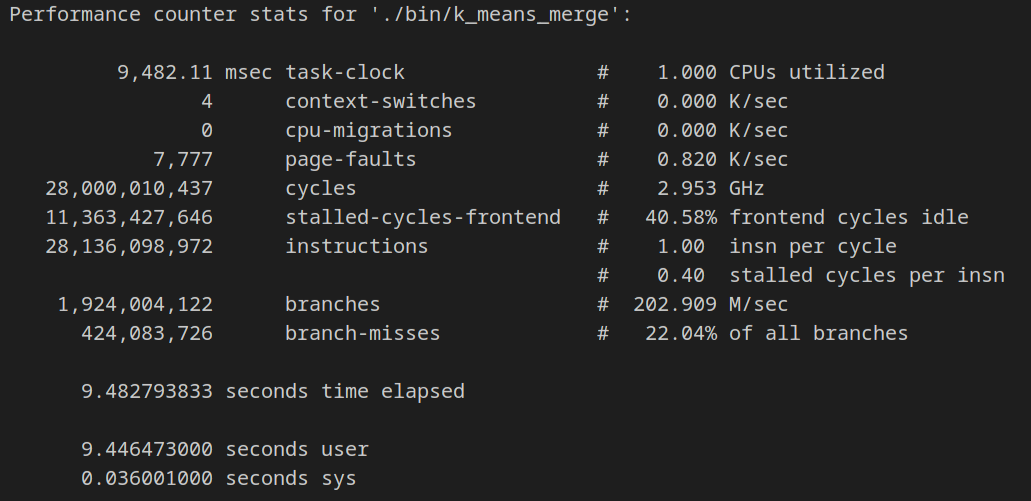 Performance counter stats for './bin/k_means_merge':
9,482.11 msec task-clock # 1.000 CPUs utilized
4 context-switches # 0.000 K/sec
0 cpu-migrations # 0.000 K/sec
7,777 page-faults # 0.820 K/sec
28,000,010,437 cycles # 2.953 GHz
11,363,427,646 stalled-cycles-frontend # 40.58% frontend cycles idle
28,136,098,972 instructions # 1.00 insn per cycle
# 0.40 stalled cycles per insn
1,924,004,122 branches # 202.909 M/sec
424,083,726 branch-misses # 22.04% of all branches
9.482793833 seconds time elapsed
9.446473000 seconds user
0.036001000 seconds sys